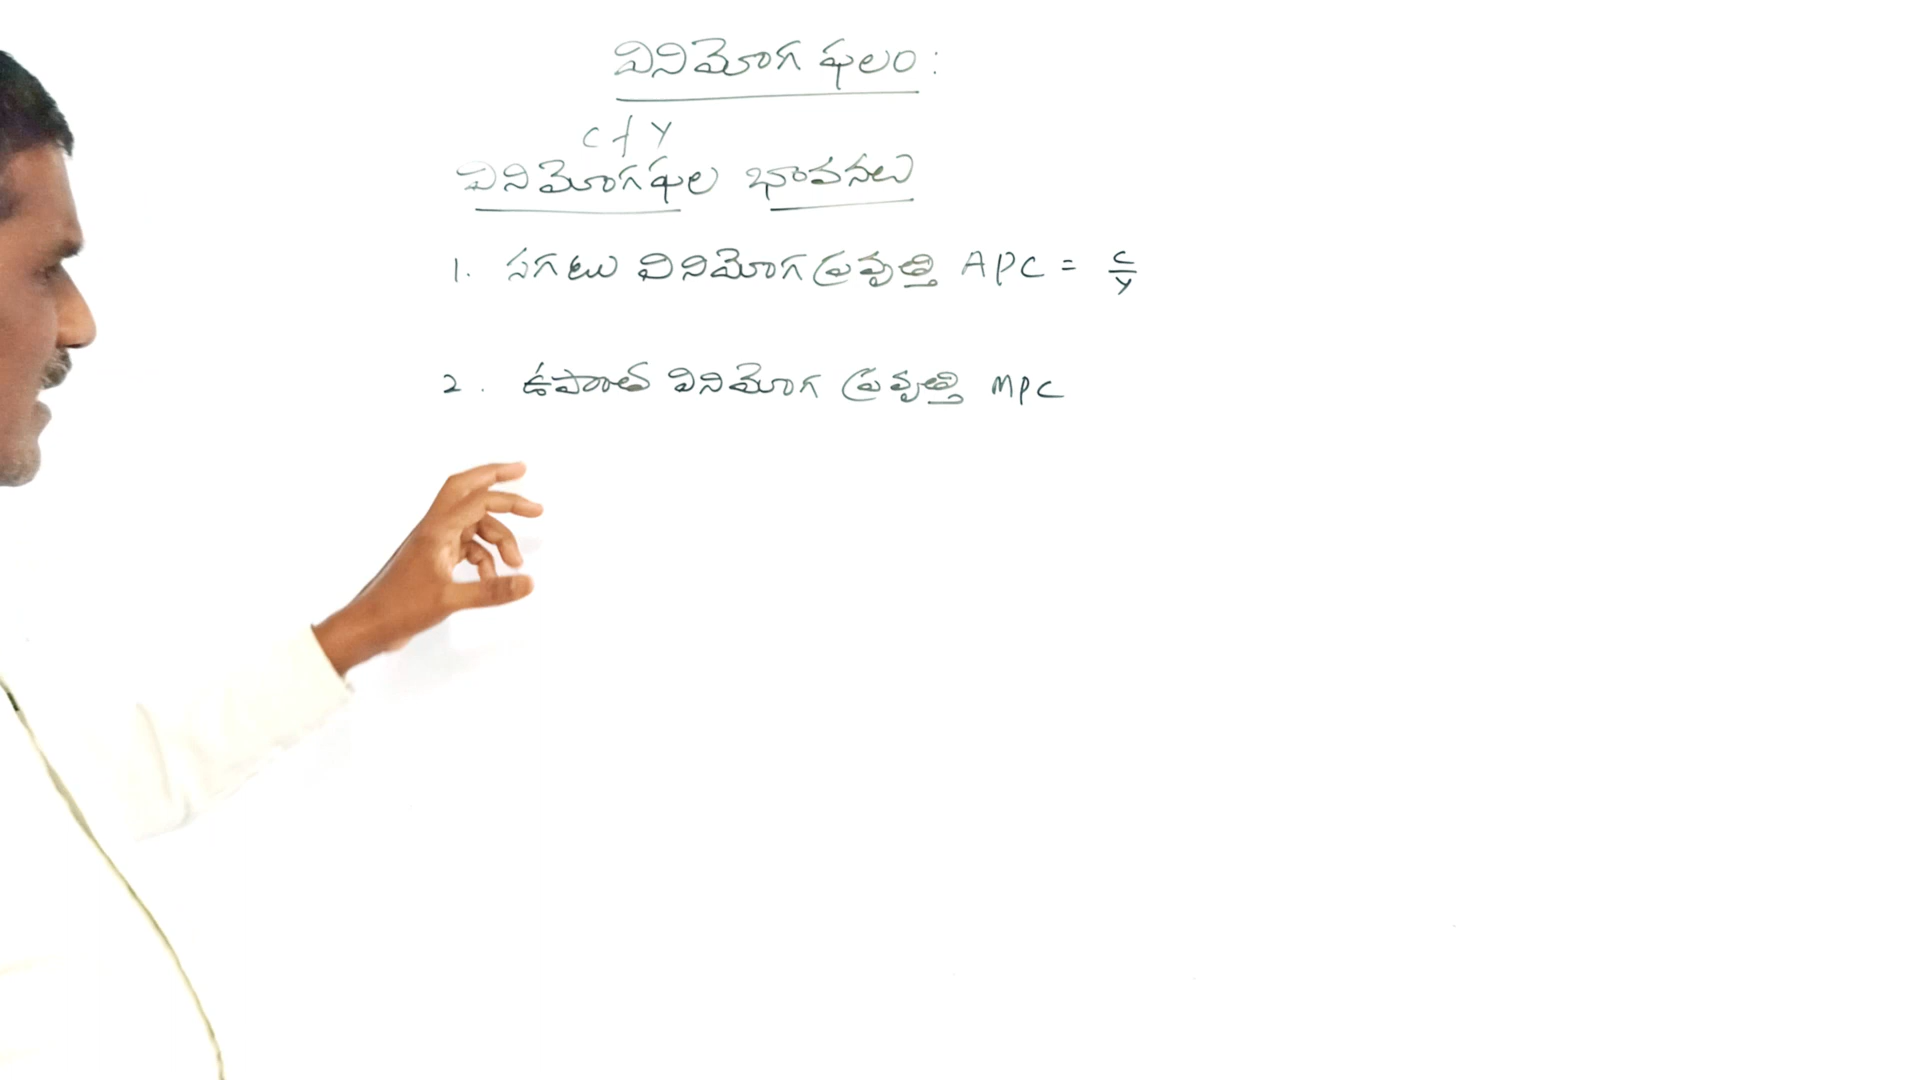 వినిమోగ ఫలం :
C f Y
వినిమోగఫల భావనలు
1. సగటు వినిమోగ ప్రవృత్తి APC = C/Y
2. ఉపాంత వినిమోగ ప్రవృత్తి MPC